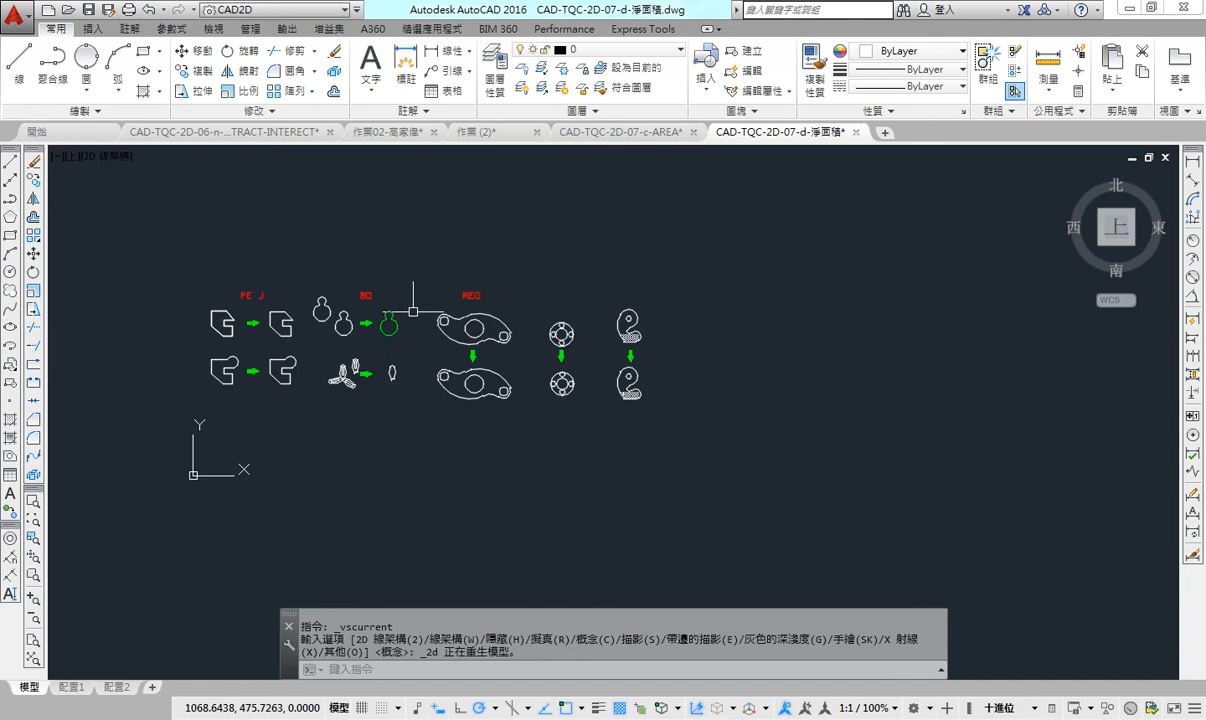 CAD2D
Autodesk AutoCAD 2016 CAD-TQC-2D-07-d-淨面積.dwg
鍵入關鍵字或字組
登入
常用 插入 註解 參數式 檢視 管理 輸出 增益集 A360 精選應用程式 BIM 360 Performance Express Tools
線 聚合線 圓 弧
移動 旋轉 修剪
複製 鏡射 圓角
拉伸 比例 陣列
文字 標註
線性
引線
表格
圖層性質
0
設為目前的
符合圖層
插入
建立
編輯
編輯屬性
複製性質
ByLayer
ByLayer
ByLayer
群組 測量 貼上 基準
繪製 修改 註解 圖層 圖塊 性質 群組 公用程式 剪貼簿 視圖
開始 CAD-TQC-2D-06-n-...TRACT-INTERECT* 作業02-高家偉* 作業 (2)* CAD-TQC-2D-07-c-AREA* CAD-TQC-2D-07-d-淨面積*
[−][上][2D 線架構]
北
西 上 東
南
WCS
PE J BO REG
Y
X
指令: _vscurrent
輸入選項 [2D 線架構(2)/線架構(W)/隱藏(H)/擬真(R)/概念(C)/描影(S)/帶邊的描影(E)/灰色的深淺度(G)/手繪(SK)/X 射線
(X)/其他(O)] <概念>: _2d 正在重生模型。
鍵入指令
模型 配置1 配置2
1068.6438, 475.7263, 0.0000 模型 1:1 / 100% 十進位